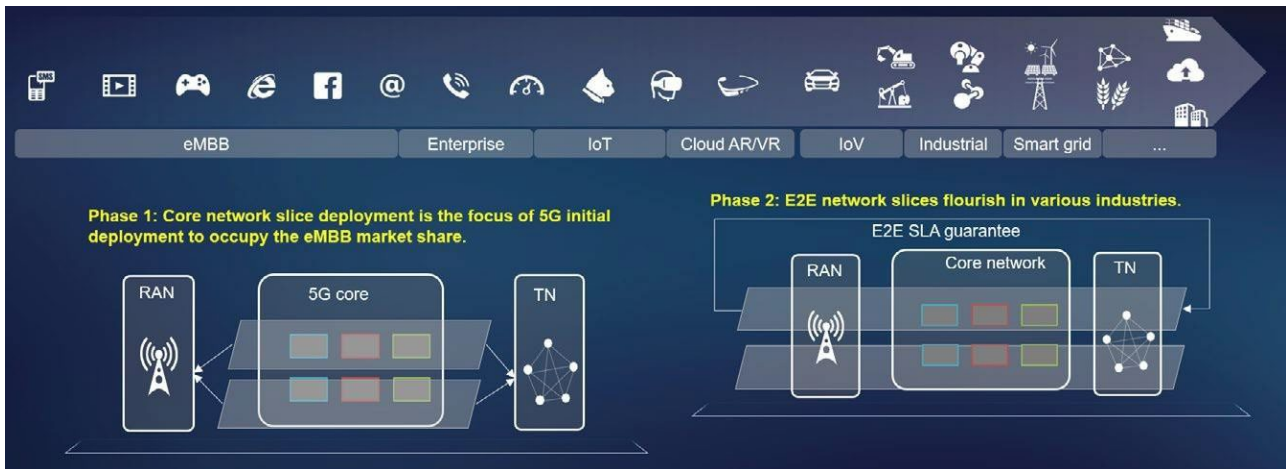 SMS
@
eMBB
Enterprise
IoT
Cloud AR/VR
IoV
Industrial
Smart grid
...
Phase 1: Core network slice deployment is the focus of 5G initial
deployment to occupy the eMBB market share.
RAN
5G core
TN
Phase 2: E2E network slices flourish in various industries.
E2E SLA guarantee
RAN
Core network
TN